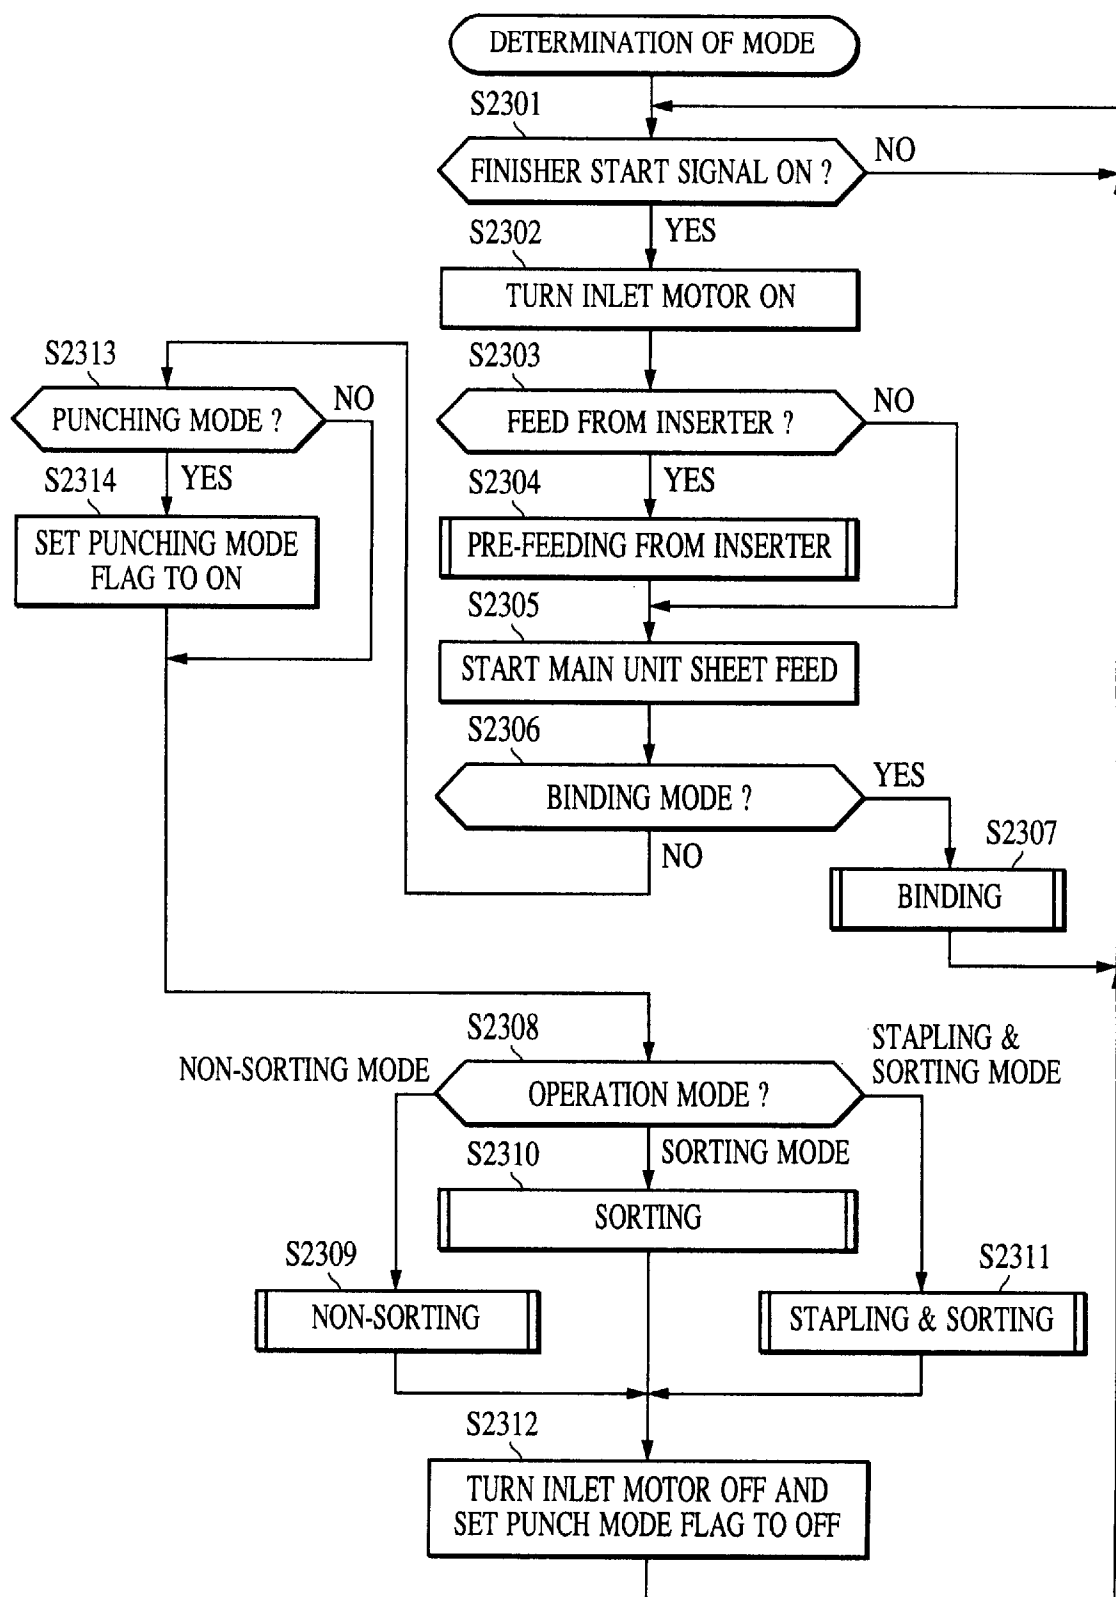 DETERMINATION OF MODE
S2301
FINISHER START SIGNAL ON ?
NO
YES
S2302
TURN INLET MOTOR ON
S2303
FEED FROM INSERTER ?
NO
YES
S2304
PRE-FEEDING FROM INSERTER
S2305
START MAIN UNIT SHEET FEED
S2306
BINDING MODE ?
YES
NO
S2307
BINDING
S2313
PUNCHING MODE ?
NO
YES
S2314
SET PUNCHING MODE
FLAG TO ON
S2308
OPERATION MODE ?
NON-SORTING MODE
STAPLING &
SORTING MODE
SORTING MODE
S2310
SORTING
S2309
NON-SORTING
S2311
STAPLING & SORTING
S2312
TURN INLET MOTOR OFF AND
SET PUNCH MODE FLAG TO OFF